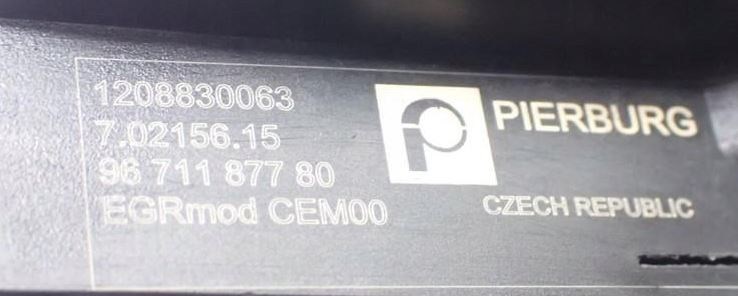 1208830063
7.02156.15
96 711 877 80
EGRmod CEM00
PIERBURG
CZECH REPUBLIC